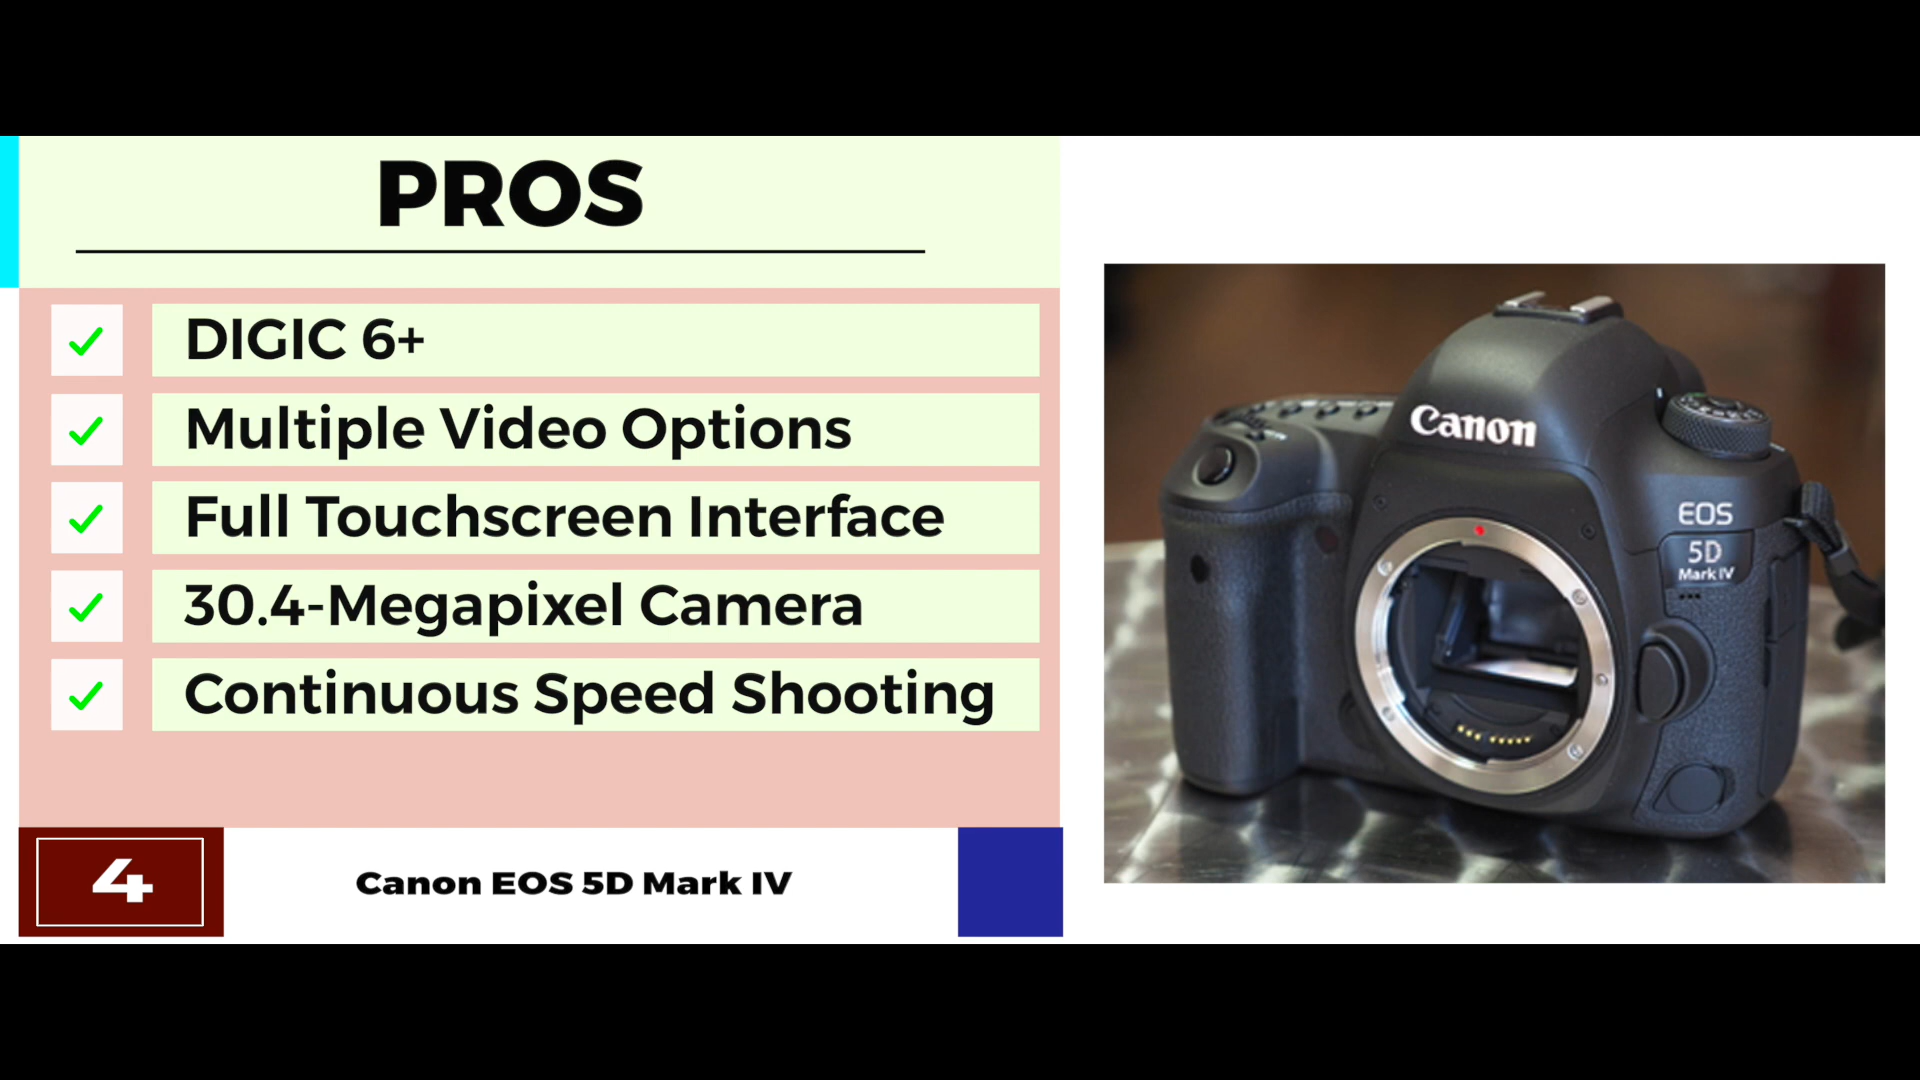 PROS
DIGIC 6+
Multiple Video Options
Full Touchscreen Interface
30.4-Megapixel Camera
Continuous Speed Shooting
4
Canon EOS 5D Mark IV
Canon
EOS
5D
Mark IV